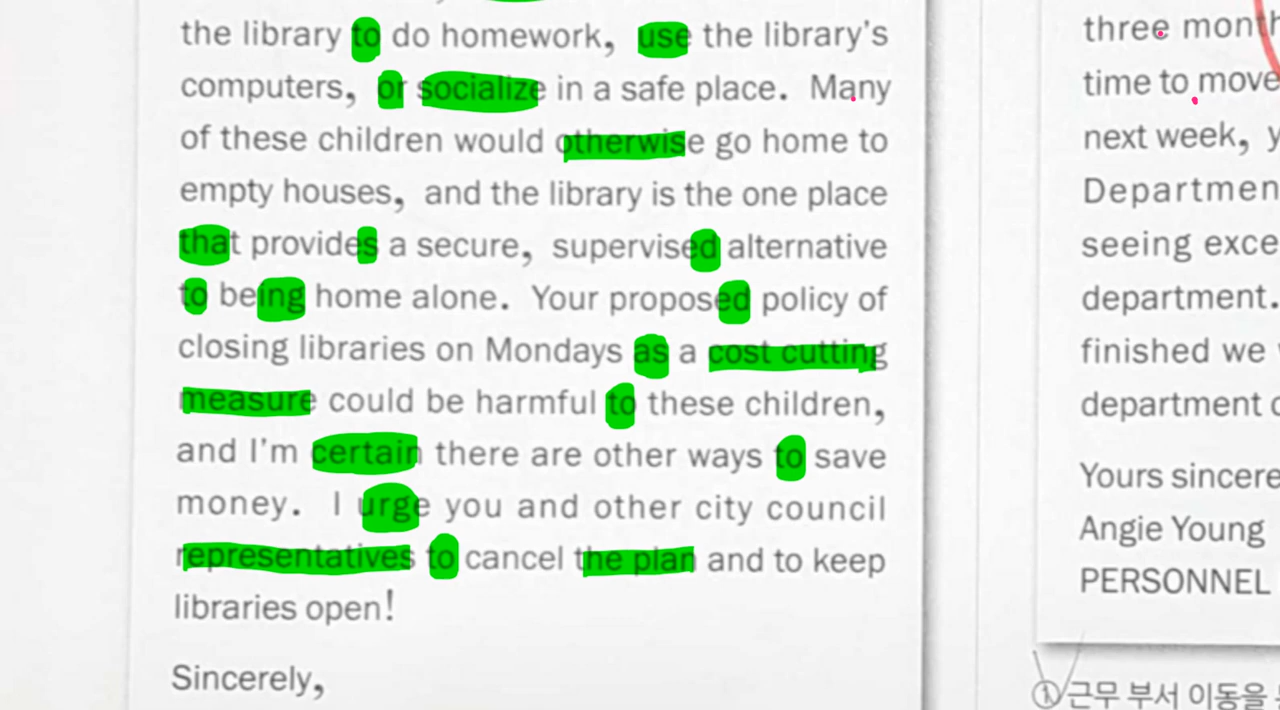 the library to do homework, use the library's
computers, or socialize in a safe place. Many
of these children would otherwise go home to
empty houses, and the library is the one place
that provides a secure, supervised alternative
to being home alone. Your proposed policy of
closing libraries on Mondays as a cost cutting
measure could be harmful to these children,
and I'm certain there are other ways to save
money. I urge you and other city council
representatives to cancel the plan and to keep
libraries open!
Sincerely,
three month
time to move
next week, y
Departmen
seeing exce
department.
finished we
department
Yours sincere
Angie Young
PERSONNEL
① 근무 부서 이동을